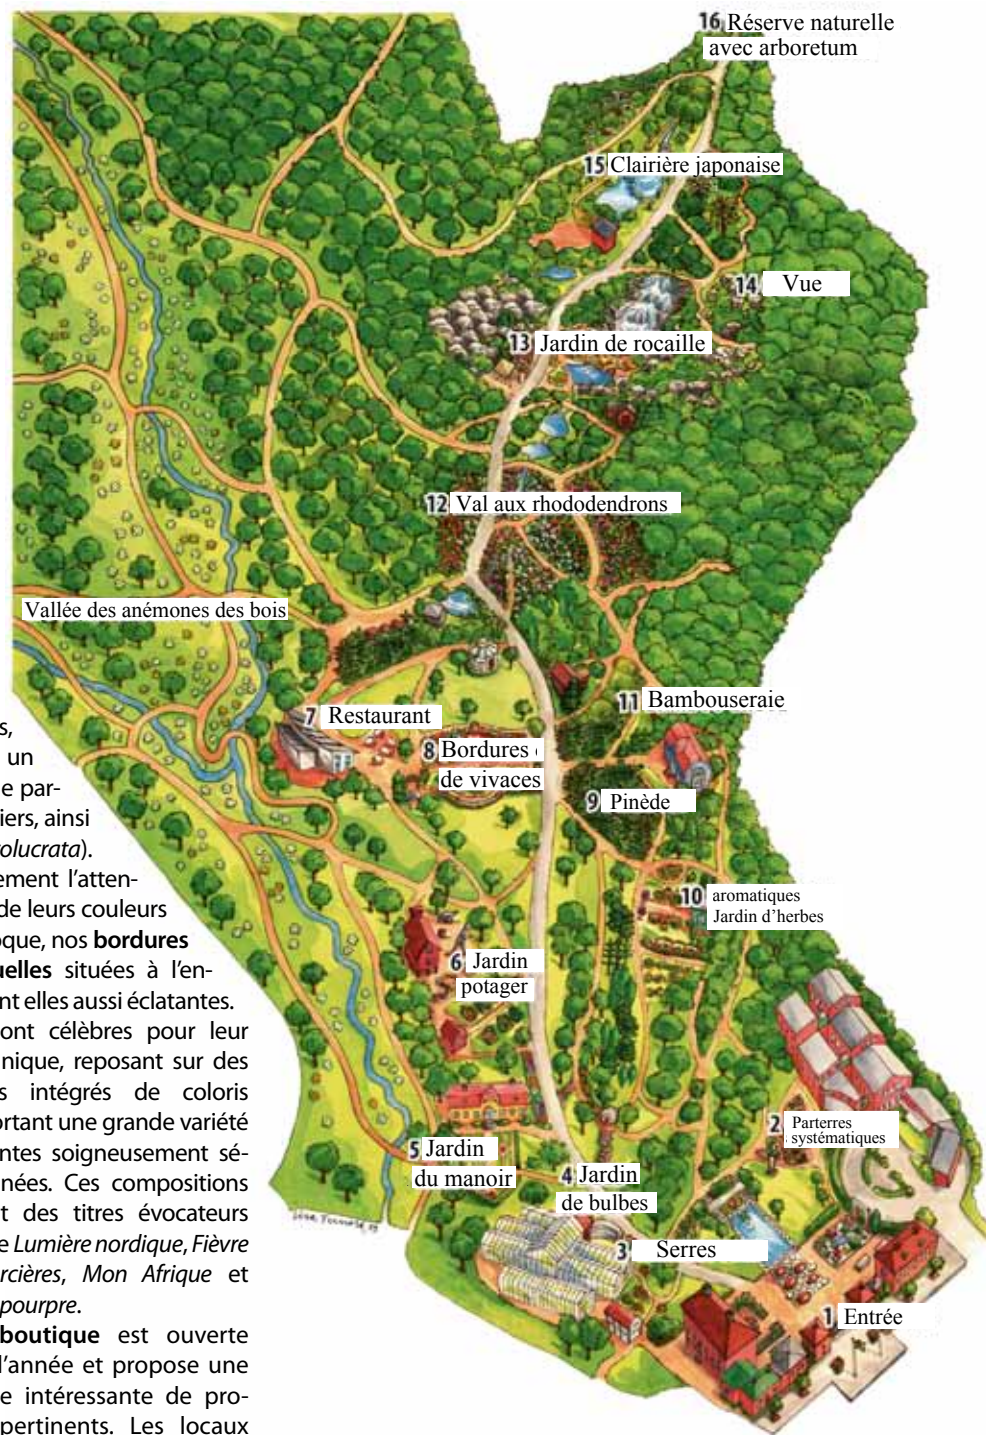 16 Réserve naturelle
avec arboretum
15 Clairière japonaise
14 Vue
13 Jardin de rocaille
12 Val aux rhododendrons
Vallée des anémones des bois
11 Bambouseraie
7 Restaurant
8 Bordures
de vivaces
9 Pinède
10 aromatiques
Jardin d'herbes
6 Jardin
potager
2 Parterres
systématiques
5 Jardin
du manoir
4 Jardin
de bulbes
3 Serres
1 Entrée
s,
un
e par-
iers, ainsi
olucrata).
ement l'atten-
de leurs couleurs
oque, nos bordures
uelles situées à l'en-
nt elles aussi éclatantes.
ont célèbres pour leur
nique, reposant sur des
s intégrés de coloris
ortant une grande variété
ntes soigneusement sé-
nées. Ces compositions
t des titres évocateurs
e Lumière nordique, Fièvre
rcières, Mon Afrique et
pourpre.
boutique est ouverte
l'année et propose une
e intéressante de pro-
pertinents. Les locaux